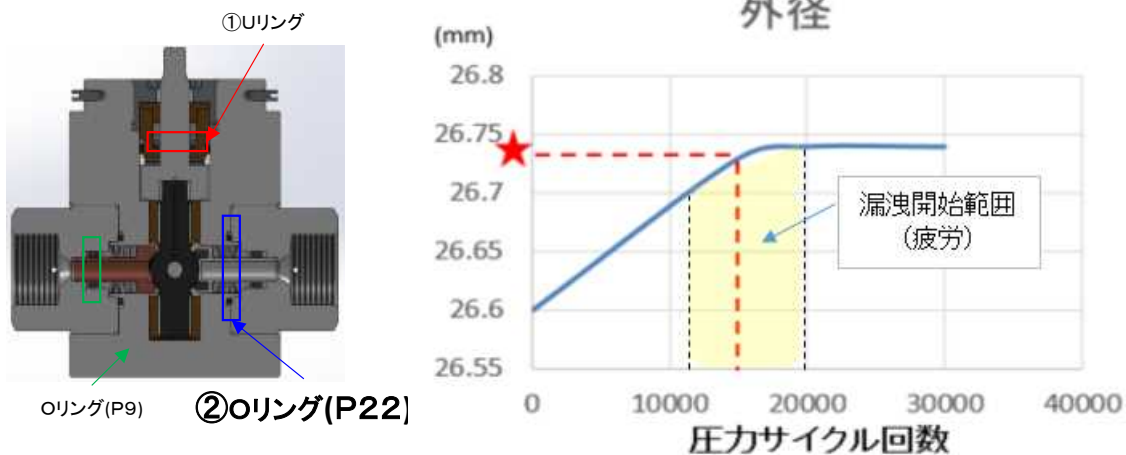 ①Uリング
Oリング(P9)
②Oリング(P22)
外径
(mm)
26.8
26.75
26.7
26.65
26.6
26.55
漏洩開始範囲
(疲労)
0
10000
20000
30000
40000
圧力サイクル回数